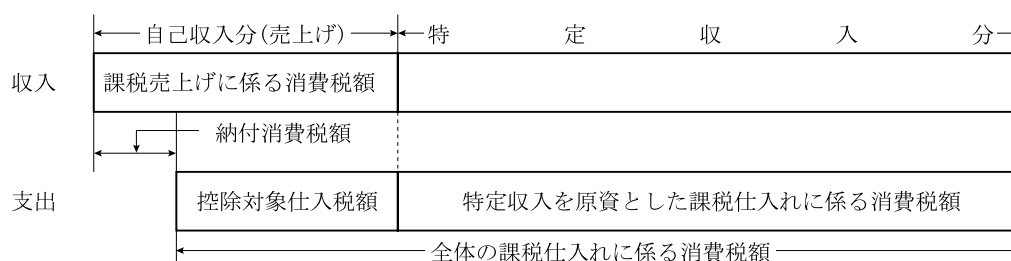 自己収入分(売上げ) 特定収入分
収入 課税売上げに係る消費税額
納付消費税額
支出 控除対象仕入税額 特定収入を原資とした課税仕入れに係る消費税額
全体の課税仕入れに係る消費税額